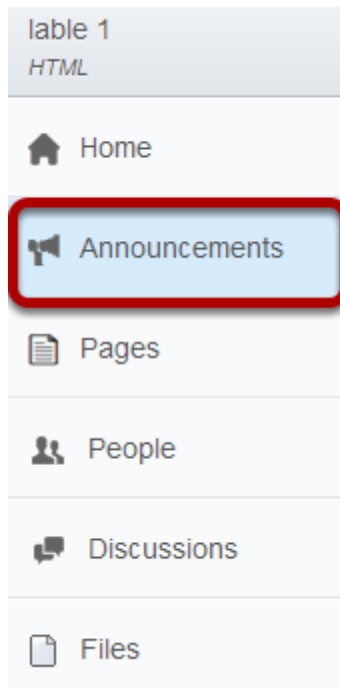 lable 1
HTML
Home
Announcements
Pages
People
Discussions
Files